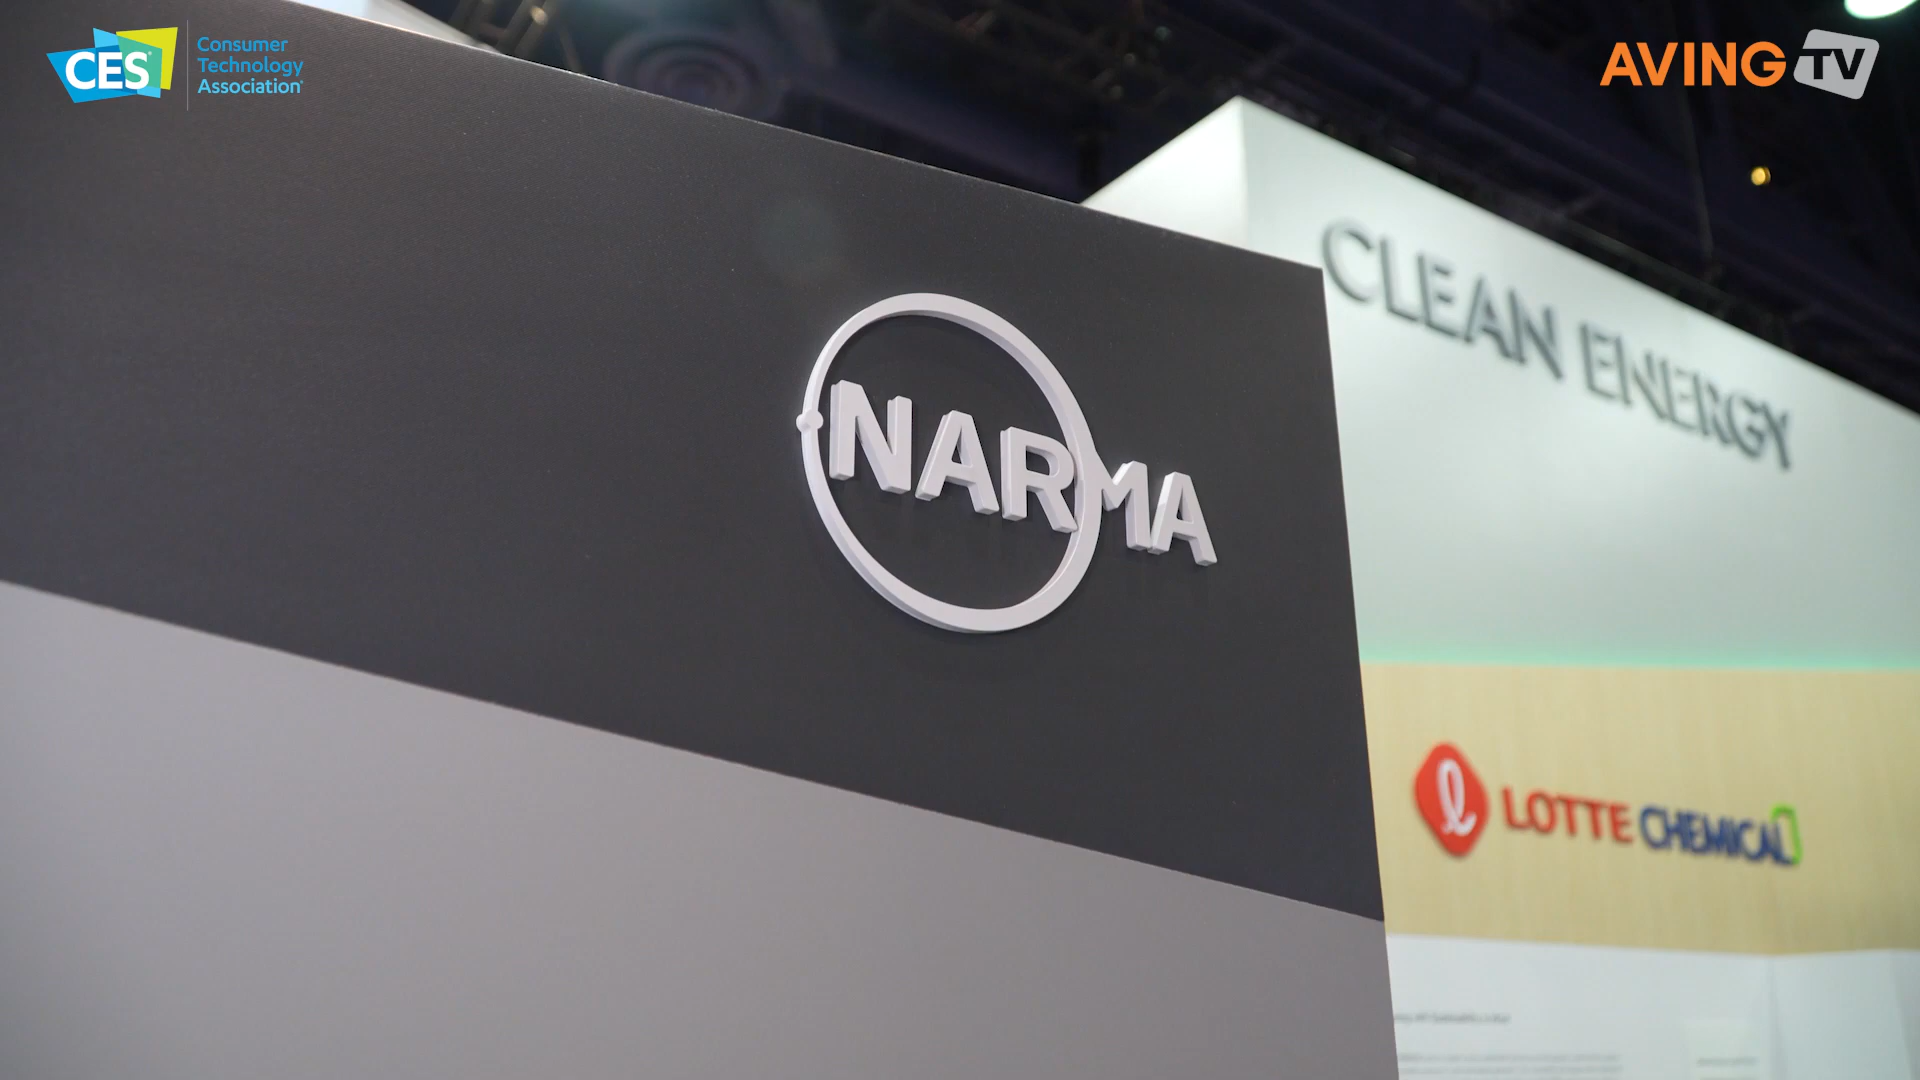 CES
Consumer
Technology
Association
AVING TV
NARMA
CLEAN ENERGY
LOTTE CHEMICAL